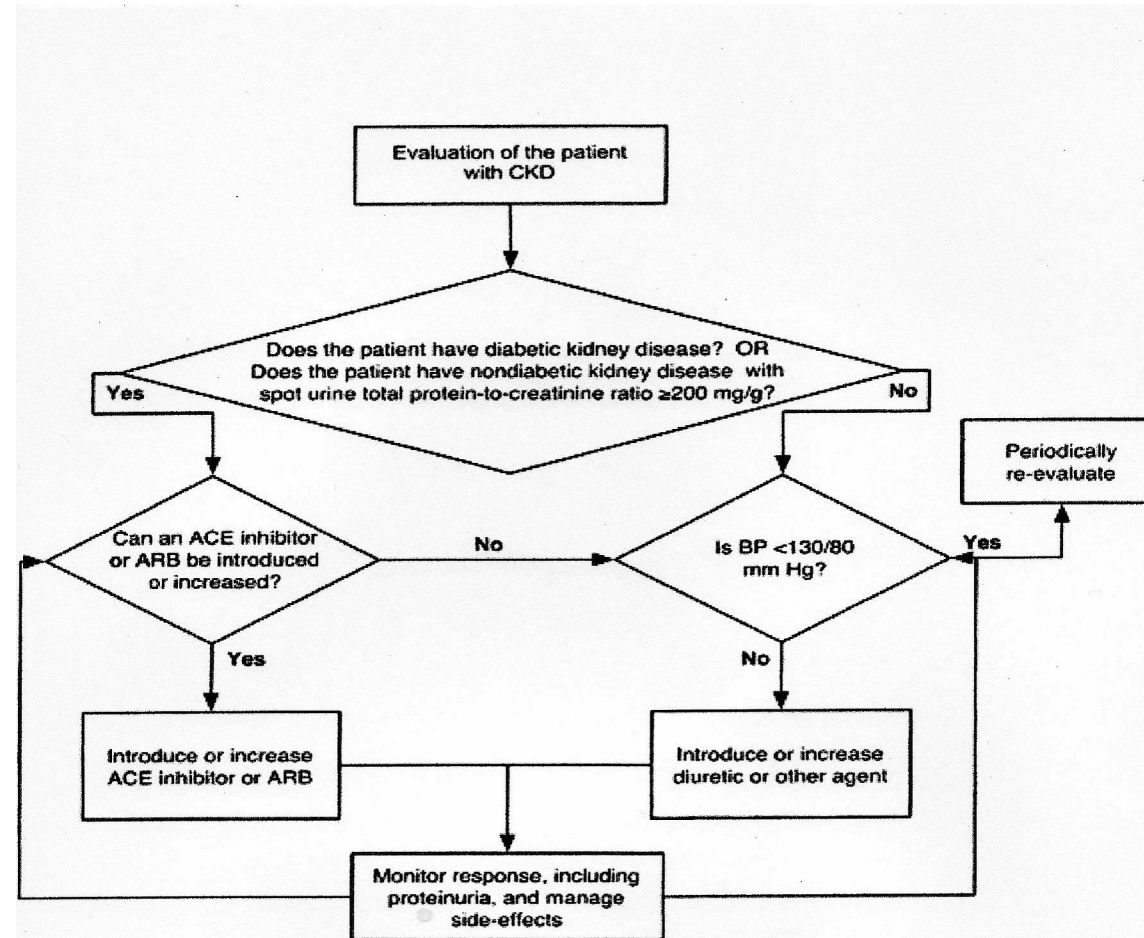 Evaluation of the patient
with CKD
Does the patient have diabetic kidney disease? OR
Does the patient have nondiabetic kidney disease with
spot urine total protein-to-creatinine ratio ≥200 mg/g?
Yes
No
Periodically
re-evaluate
Can an ACE inhibitor
or ARB be introduced
or increased?
No
Is BP <130/80
mm Hg?
Yes
Yes
No
Introduce or increase
ACE inhibitor or ARB
Introduce or increase
diuretic or other agent
Monitor response, including
proteinuria, and manage
side-effects